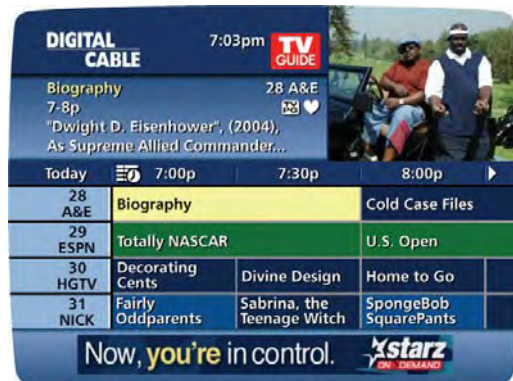 DIGITAL
CABLE
7:03pm
TV
GUIDE
Biography
28 A&E
7-8p
TV
PG
"Dwight D. Eisenhower", (2004),
As Supreme Allied Commander...
Today
7:00p
7:30p
8:00p
28
A&E
Biography
Cold Case Files
29
ESPN
Totally NASCAR
U.S. Open
30
HGTV
Decorating
Cents
Divine Design
Home to Go
31
NICK
Fairly
Oddparents
Sabrina, the
Teenage Witch
SpongeBob
SquarePants
Now, you're in control.
starz
ON DEMAND